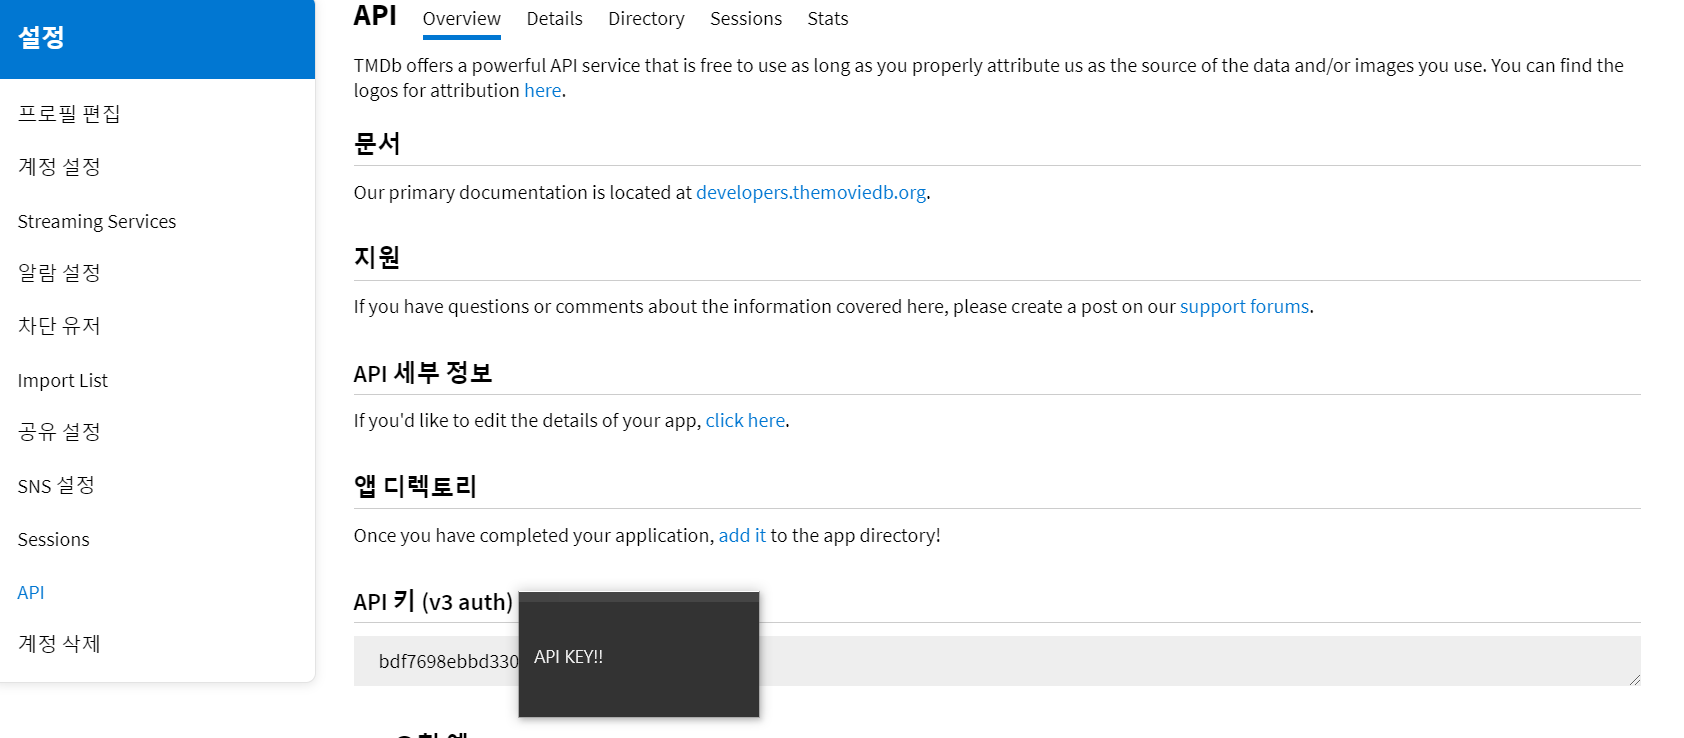 설정
프로필 편집
계정 설정
Streaming Services
알람 설정
차단 유저
Import List
공유 설정
SNS 설정
Sessions
API
계정 삭제
API Overview Details Directory Sessions Stats
TMDb offers a powerful API service that is free to use as long as you properly attribute us as the source of the data and/or images you use. You can find the
logos for attribution here.
문서
Our primary documentation is located at developers.themoviedb.org.
지원
If you have questions or comments about the information covered here, please create a post on our support forums.
API 세부 정보
If you'd like to edit the details of your app, click here.
앱 디렉토리
Once you have completed your application, add it to the app directory!
API 키 (v3 auth)
bdf7698ebbd330
API KEY!!